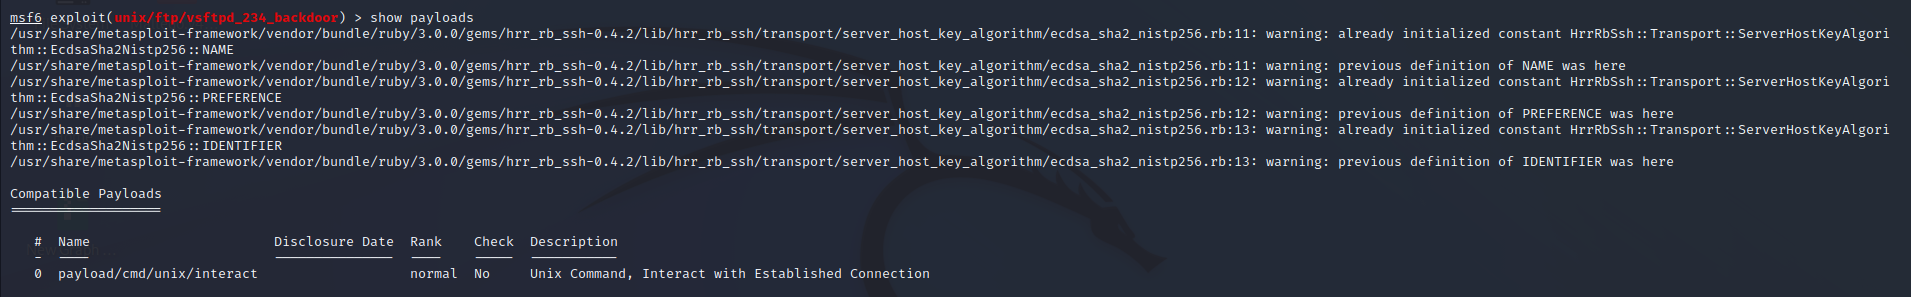 msf6 exploit(unix/ftp/vsftpd_234_backdoor) > show payloads
/usr/share/metasploit-framework/vendor/bundle/ruby/3.0.0/gems/hrr_rb_ssh-0.4.2/lib/hrr_rb_ssh/transport/server_host_key_algorithm/ecdsa_sha2_nistp256.rb:11: warning: already initialized constant HrrRbSsh::Transport::ServerHostKeyAlgori
thm::EcdsaSha2Nistp256::NAME
/usr/share/metasploit-framework/vendor/bundle/ruby/3.0.0/gems/hrr_rb_ssh-0.4.2/lib/hrr_rb_ssh/transport/server_host_key_algorithm/ecdsa_sha2_nistp256.rb:11: warning: previous definition of NAME was here
/usr/share/metasploit-framework/vendor/bundle/ruby/3.0.0/gems/hrr_rb_ssh-0.4.2/lib/hrr_rb_ssh/transport/server_host_key_algorithm/ecdsa_sha2_nistp256.rb:12: warning: already initialized constant HrrRbSsh::Transport::ServerHostKeyAlgori
thm::EcdsaSha2Nistp256::PREFERENCE
/usr/share/metasploit-framework/vendor/bundle/ruby/3.0.0/gems/hrr_rb_ssh-0.4.2/lib/hrr_rb_ssh/transport/server_host_key_algorithm/ecdsa_sha2_nistp256.rb:12: warning: previous definition of PREFERENCE was here
/usr/share/metasploit-framework/vendor/bundle/ruby/3.0.0/gems/hrr_rb_ssh-0.4.2/lib/hrr_rb_ssh/transport/server_host_key_algorithm/ecdsa_sha2_nistp256.rb:13: warning: already initialized constant HrrRbSsh::Transport::ServerHostKeyAlgori
thm::EcdsaSha2Nistp256::IDENTIFIER
/usr/share/metasploit-framework/vendor/bundle/ruby/3.0.0/gems/hrr_rb_ssh-0.4.2/lib/hrr_rb_ssh/transport/server_host_key_algorithm/ecdsa_sha2_nistp256.rb:13: warning: previous definition of IDENTIFIER was here

Compatible Payloads
===================

   #  Name                       Disclosure Date  Rank    Check  Description
   -  ----                       ---------------  ----    -----  -----------
   0  payload/cmd/unix/interact                   normal  No     Unix Command, Interact with Established Connection